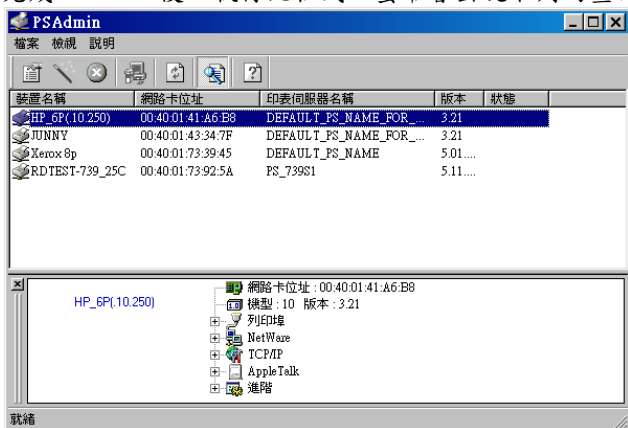 PSAdmin
檔案 檢視 說明
裝置名稱 網路卡位址 印表伺服器名稱 版本 狀態
HP_6P(.10.250) 00:40:01:41:A6:B8 DEFAULT_PS_NAME_FOR_... 3.21
JUNNY 00:40:01:43:34:7F DEFAULT_PS_NAME_FOR_... 3.21
Xerox 8p 00:40:01:73:39:45 DEFAULT_PS_NAME 5.01....
RDTEST-739_25C 00:40:01:73:92:5A PS_739S1 5.11....
HP_6P(.10.250)
網路卡位址 : 00:40:01:41:A6:B8
機型 : 10 版本 : 3.21
列印埠
NetWare
TCP/IP
AppleTalk
進階
就緒